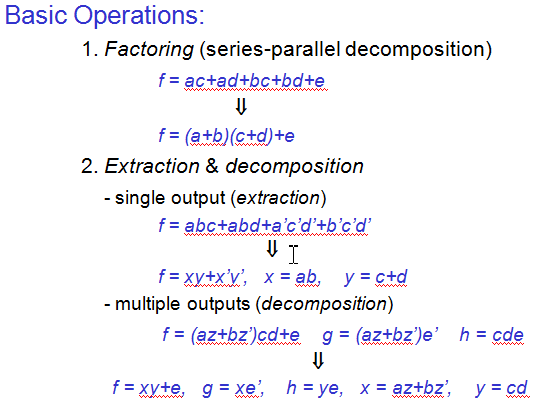 Basic Operations:
1. Factoring (series-parallel decomposition)
f = ac+ad+bc+bd+e
⇓
f = (a+b)(c+d)+e
2. Extraction & decomposition
- single output (extraction)
f = abc+abd+a’c’d’+b’c’d’
⇓
f = xy+x’y’, x = ab, y = c+d
- multiple outputs (decomposition)
f = (az+bz’)cd+e g = (az+bz’)e’ h = cde
⇓
f = xy+e, g = xe’, h = ye, x = az+bz’, y = cd